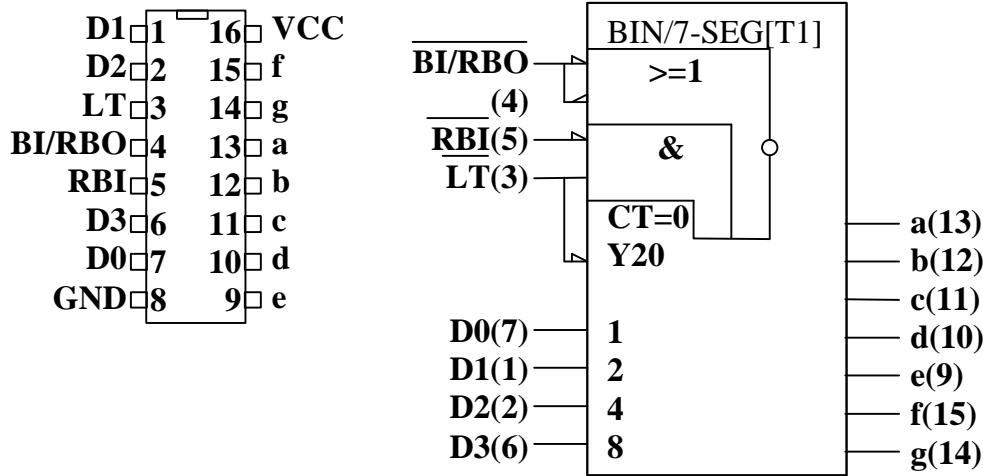 D1 1 16 VCC
D2 2 15 f
LT 3 14 g
BI/RBO 4 13 a
RBI 5 12 b
D3 6 11 c
D0 7 10 d
GND 8 9 e
BIN/7-SEG[T1]
BI/RBO
>=1
(4)
RBI(5)
&
LT(3)
CT=0
a(13)
Y20
b(12)
c(11)
D0(7) 1
d(10)
D1(1) 2
e(9)
D2(2) 4
f(15)
D3(6) 8
g(14)